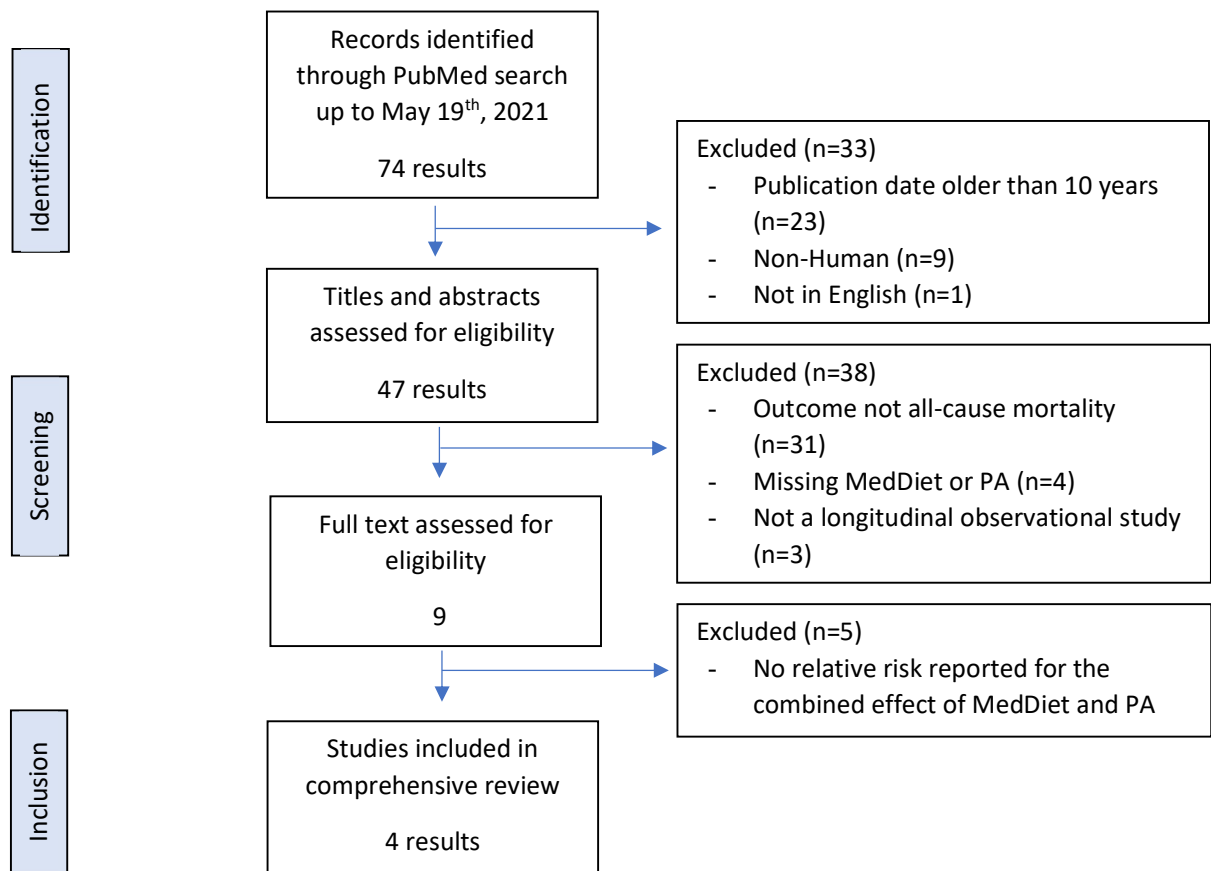 Identification
Records identified
through PubMed search
up to May 19th, 2021
74 results
Excluded (n=33)
- Publication date older than 10 years
(n=23)
- Non-Human (n=9)
- Not in English (n=1)
Titles and abstracts
assessed for eligibility
47 results
Screening
Excluded (n=38)
- Outcome not all-cause mortality
(n=31)
- Missing MedDiet or PA (n=4)
- Not a longitudinal observational study
(n=3)
Full text assessed for
eligibility
9
Excluded (n=5)
- No relative risk reported for the
combined effect of MedDiet and PA
Inclusion
Studies included in
comprehensive review
4 results